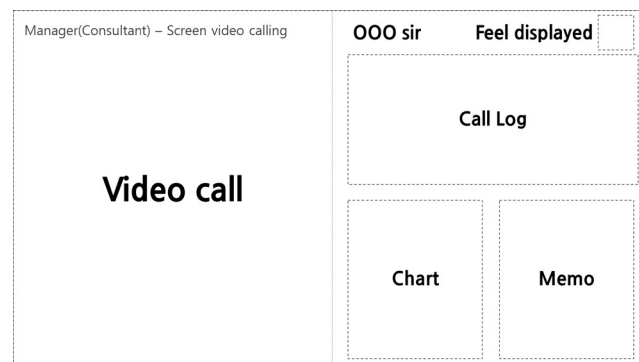 Manager(Consultant) – Screen video calling
Video call
OOO sir
Feel displayed
Call Log
Chart
Memo